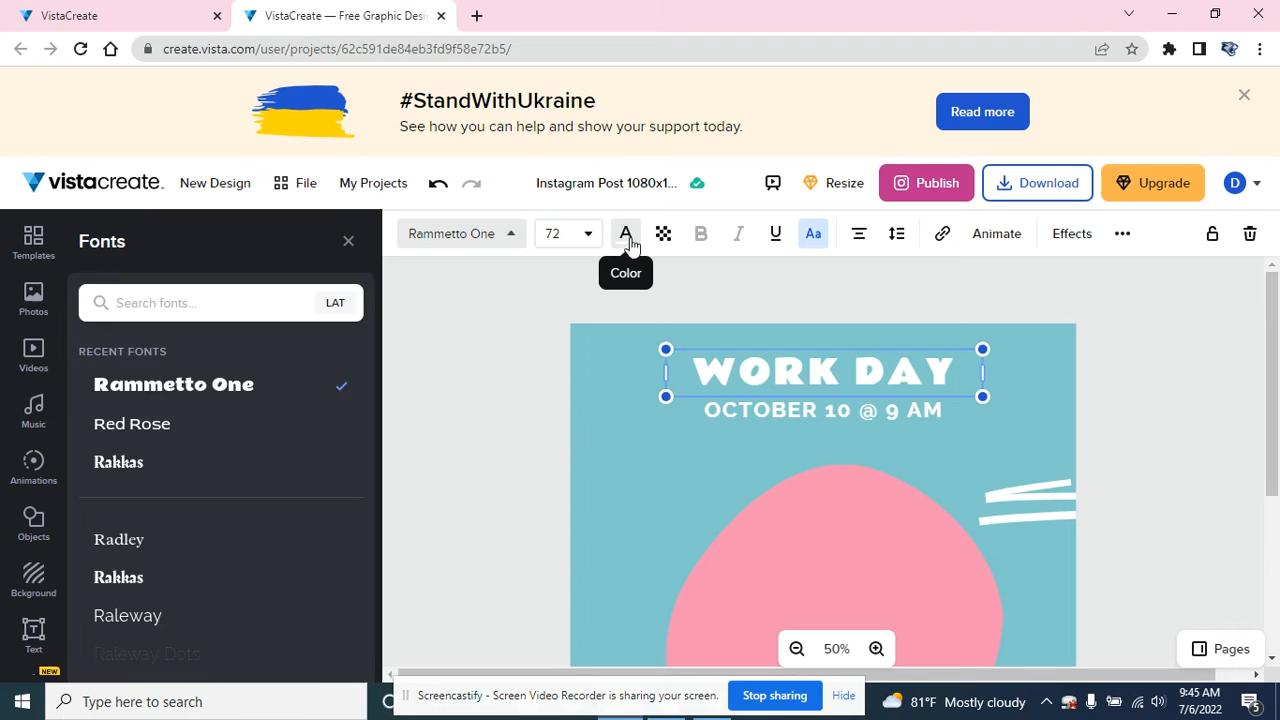 VistaCreate
VistaCreate — Free Graphic Desi
create.vista.com/user/projects/62c591de84eb3fd9f58e72b5/
#StandWithUkraine
See how you can help and show your support today.
Read more
vistacreate.
New Design
File
My Projects
Instagram Post 1080x1...
Resize
Publish
Download
Upgrade
D
Templates
Photos
Videos
Music
Animations
Objects
Bckground
Text
NEW
Fonts
Search fonts...
LAT
RECENT FONTS
Rammetto One
Red Rose
Rakkas
Radley
Rakkas
Raleway
Raleway Dots
Rammetto One
72
A
B
I
U
Aa
Animate
Effects
Color
WORK DAY
OCTOBER 10 @ 9 AM
50%
Pages
Type here to search
Screencastify - Screen Video Recorder is sharing your screen.
Stop sharing
Hide
81°F Mostly cloudy
9:45 AM
7/6/2022
5